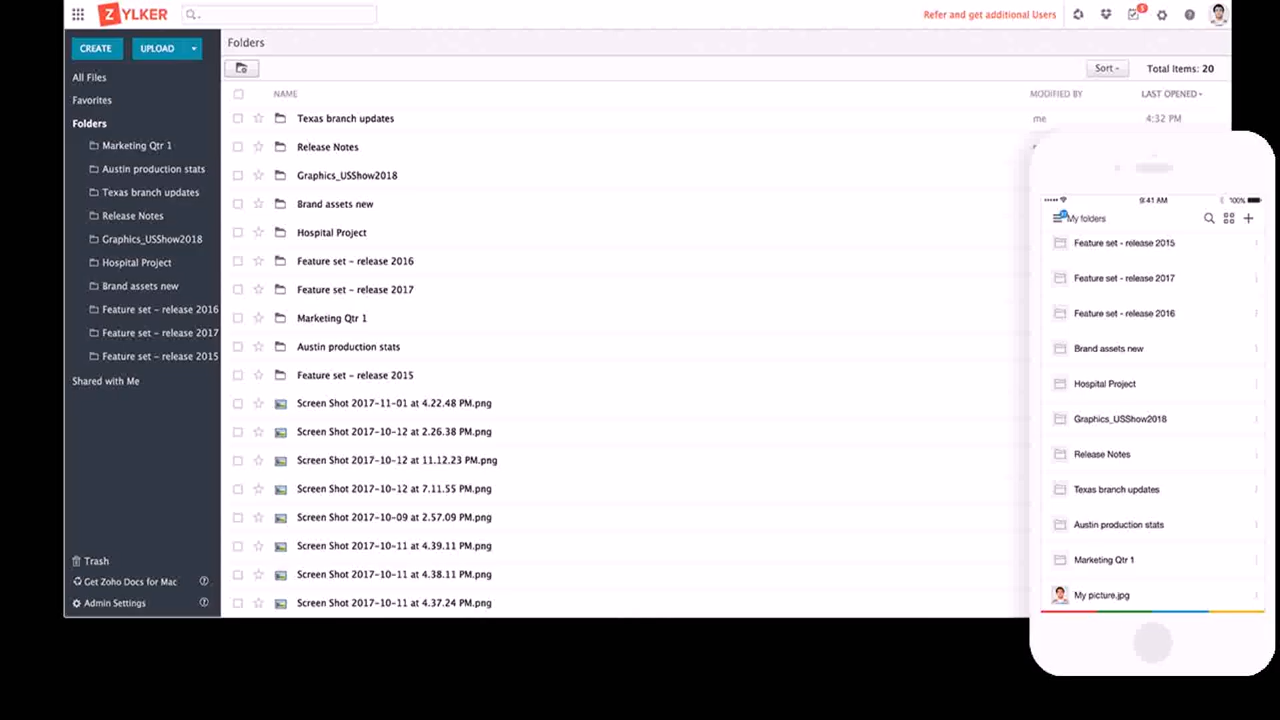 ZYLKER
Refer and get additional Users
5
CREATE
UPLOAD
All Files
Favorites
Folders
Marketing Qtr 1
Austin production stats
Texas branch updates
Release Notes
Graphics_USShow2018
Hospital Project
Brand assets new
Feature set - release 2016
Feature set - release 2017
Feature set - release 2015
Shared with Me
Trash
Get Zoho Docs for Mac
Admin Settings
Folders
Sort
Total Items: 20
NAME MODIFIED BY LAST OPENED
Texas branch updates me 4:32 PM
Release Notes
Graphics_USShow2018
Brand assets new
Hospital Project
Feature set - release 2016
Feature set - release 2017
Marketing Qtr 1
Austin production stats
Feature set - release 2015
Screen Shot 2017-11-01 at 4.22.48 PM.png
Screen Shot 2017-10-12 at 2.26.38 PM.png
Screen Shot 2017-10-12 at 11.12.23 PM.png
Screen Shot 2017-10-12 at 7.11.55 PM.png
Screen Shot 2017-10-09 at 2.57.09 PM.png
Screen Shot 2017-10-11 at 4.39.11 PM.png
Screen Shot 2017-10-11 at 4.38.11 PM.png
Screen Shot 2017-10-11 at 4.37.24 PM.png
9:41 AM 100%
My folders
Feature set - release 2015
Feature set - release 2017
Feature set - release 2016
Brand assets new
Hospital Project
Graphics_USShow2018
Release Notes
Texas branch updates
Austin production stats
Marketing Qtr 1
My picture.jpg